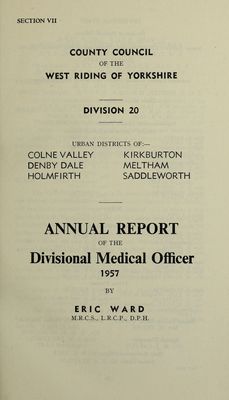 SECTION VII
COUNTY COUNCIL
OF THE
WEST RIDING OF YORKSHIRE
DIVISION 20
URBAN DISTRICTS OF:—
COLNE VALLEY KIRKBURTON
DENBY DALE MELTHAM
HOLMFIRTH SADDLEWORTH
ANNUAL REPORT
OF THE
Divisional Medical Officer
1957
BY
ERIC WARD
M.R.C.S., L.R.C.P., D.P.H.